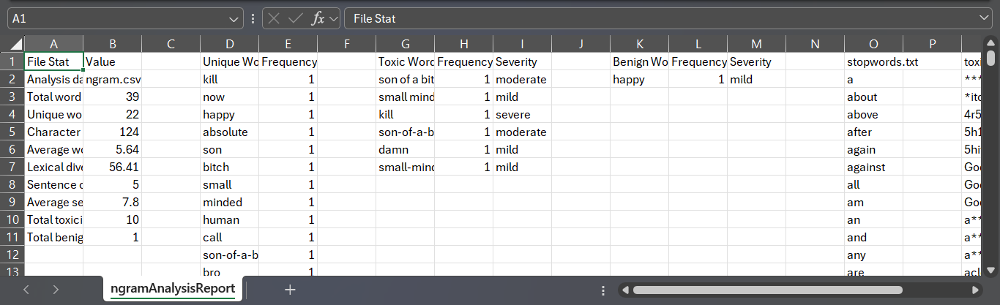 A1 fx File Stat
A B C D E F G H I J K L M N O P
1 File Stat Value Unique Wo Frequency Toxic Word Frequency Severity Benign Wo Frequency Severity stopwords.txt toxi
2 Analysis da ngram.csv kill 1 son of a bit 1 moderate happy 1 mild a ***
3 Total word 39 now 1 small mind 1 mild about *ito
4 Unique wo 22 happy 1 kill 1 severe above 4r5
5 Character 124 absolute 1 son-of-a-b 1 moderate after 5h1
6 Average wo 5.64 son 1 damn 1 mild again 5hi
7 Lexical dive 56.41 bitch 1 small-mind 1 mild against Go
8 Sentence c 5 small 1 all Go
9 Average se 7.8 minded 1 am Go
10 Total toxici 10 human 1 an a**
11 Total benig 1 call 1 and a**
12 son-of-a-b 1 any a**
13 bro 1 are acl
ngramAnalysisReport